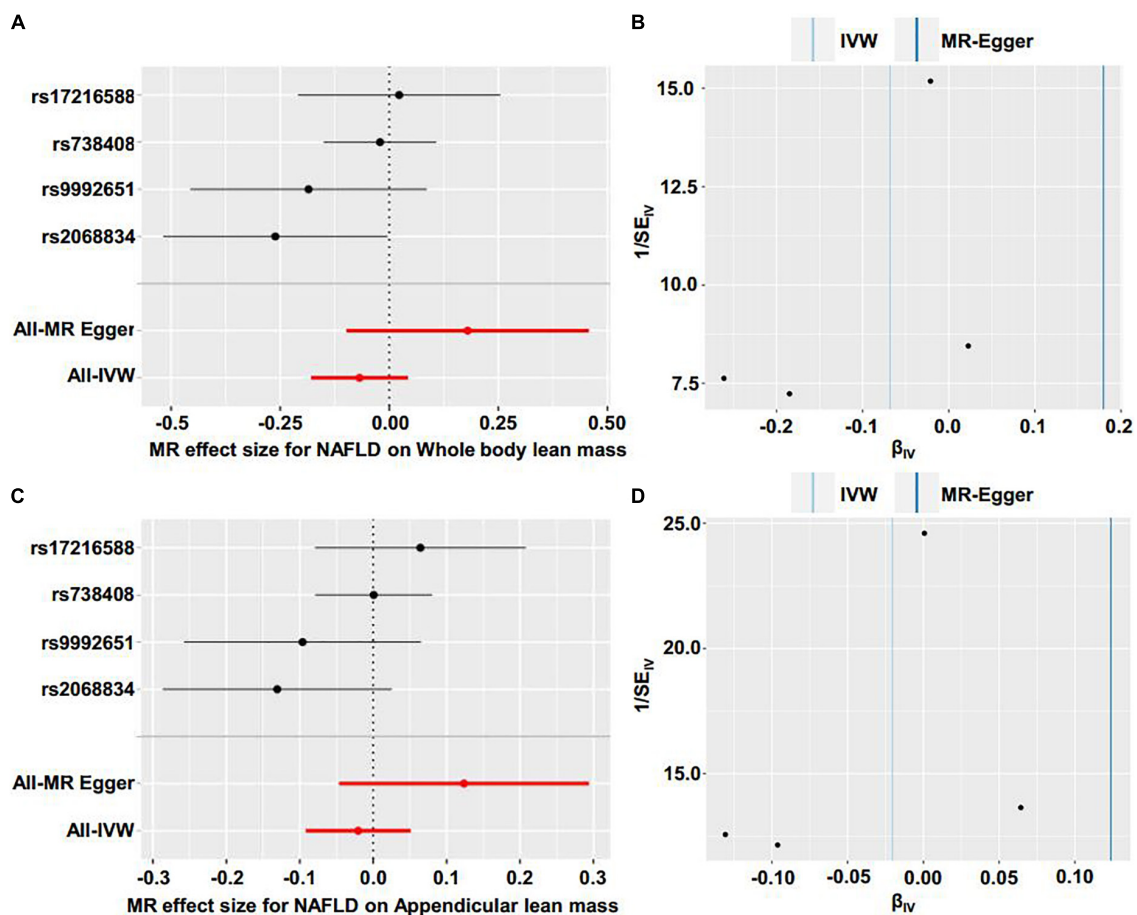 A
rs17216588
rs738408
rs9992651
rs2068834
All-MR Egger
All-IVW
-0.5 -0.25 0.00 0.25 0.50
MR effect size for NAFLD on Whole body lean mass
B
IVW MR-Egger
15.0
12.5
10.0
7.5
1/SEIV
-0.2 -0.1 0.0 0.1 0.2
βIV
C
rs17216588
rs738408
rs9992651
rs2068834
All-MR Egger
All-IVW
-0.3 -0.2 -0.1 0.0 0.1 0.2 0.3
MR effect size for NAFLD on Appendicular lean mass
D
IVW MR-Egger
25.0
20.0
15.0
1/SEIV
-0.10 -0.05 0.00 0.05 0.10
βIV